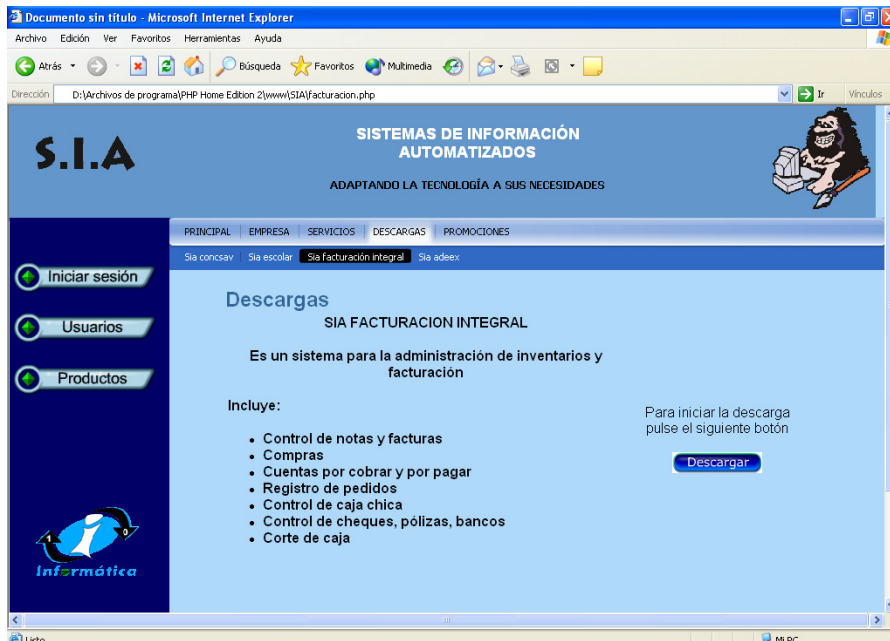 Documento sin título - Microsoft Internet Explorer
Archivo Edición Ver Favoritos Herramientas Ayuda
Atrás Búsqueda Favoritos Multimedia
Dirección D:\Archivos de programa\PHP Home Edition 2\www\SIA\facturacion.php Ir Vínculos
S.I.A
SISTEMAS DE INFORMACIÓN
AUTOMATIZADOS
ADAPTANDO LA TECNOLOGÍA A SUS NECESIDADES
PRINCIPAL EMPRESA SERVICIOS DESCARGAS PROMOCIONES
Sia concsav Sia escolar Sia facturación integral Sia adeex
Iniciar sesión
Usuarios
Productos
Descargas
SIA FACTURACION INTEGRAL
Es un sistema para la administración de inventarios y
facturación
Incluye:
• Control de notas y facturas
• Compras
• Cuentas por cobrar y por pagar
• Registro de pedidos
• Control de caja chica
• Control de cheques, pólizas, bancos
• Corte de caja
Para iniciar la descarga
pulse el siguiente botón
Descargar
1 i 0
Informática
Listo Mi PC